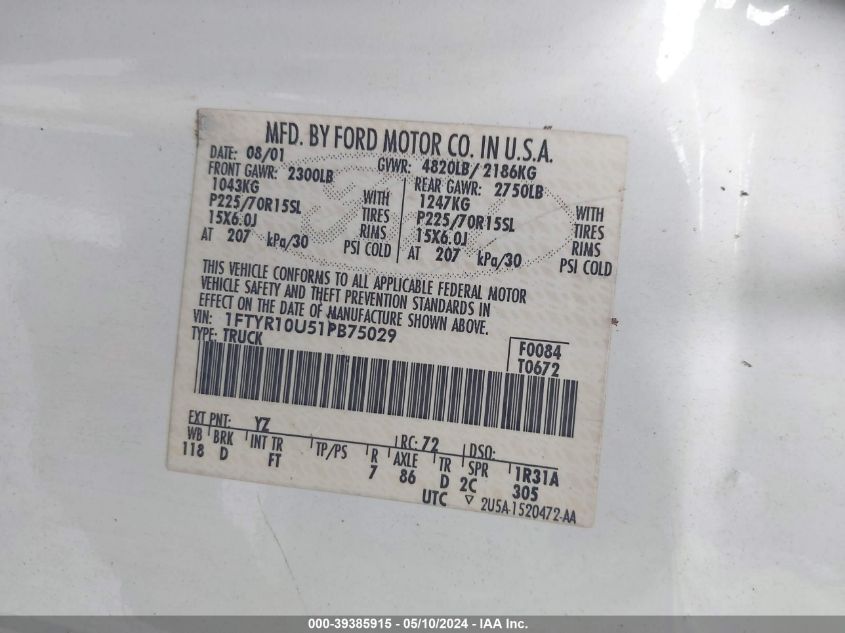 MFD. BY FORD MOTOR CO. IN U.S.A.
DATE: 08/01 GVWR: 4820LB/ 2186KG
FRONT GAWR: 2300LB REAR GAWR: 2750LB
1043KG WITH 1247KG WITH
P225/70R15SL TIRES P225/70R15SL TIRES
15X6.0J RIMS 15X6.0J RIMS
AT 207 kPa/30 PSI COLD AT 207 kPa/30 PSI COLD
THIS VEHICLE CONFORMS TO ALL APPLICABLE FEDERAL MOTOR
VEHICLE SAFETY AND THEFT PREVENTION STANDARDS IN
EFFECT ON THE DATE OF MANUFACTURE SHOWN ABOVE.
VIN: 1FTYR10U51PB75029
TYPE: TRUCK
F0084
T0672
EXT PNT: YZ RC: 72 DSO:
WB BRK INT TR TP/PS R AXLE TR SPR 1R31A
118 D FT 7 86 D 2C 305
UTC ▽ 2U5A-1520472-AA
000-39385915 - 05/10/2024 - IAA Inc.